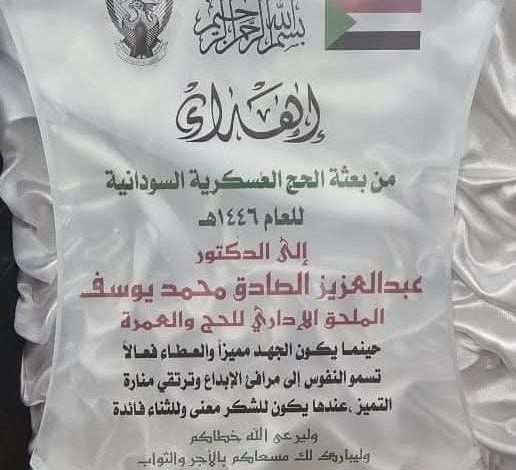 بسم الله الرحمن الرحيم
إهداء
من بعثة الحج العسكرية السودانية
للعام ١٤٤٦هـ
إلى الدكتور
عبدالعزيز الصادق محمد يوسف
الملحق الإداري للحج والعمرة
حينما يكون الجهد مميزاً والعطاء فعالاً
تسمو النفوس إلى مرافئ الإبداع وترتقي منارة
التميز ،عندها يكون للشكر معنى وللثناء فائدة
وليرعى الله خطاكم
وليبارك لك مسعاكم بالأجر والثواب